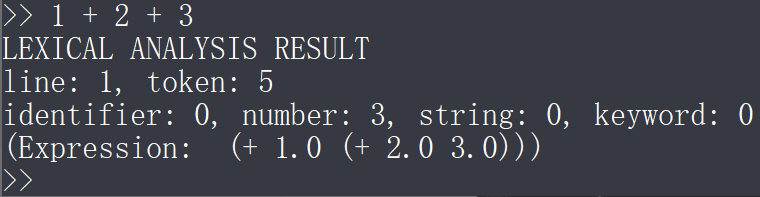 >> 1 + 2 + 3
LEXICAL ANALYSIS RESULT
line: 1, token: 5
identifier: 0, number: 3, string: 0, keyword: 0
(Expression:  (+ 1.0 (+ 2.0 3.0)))
>>